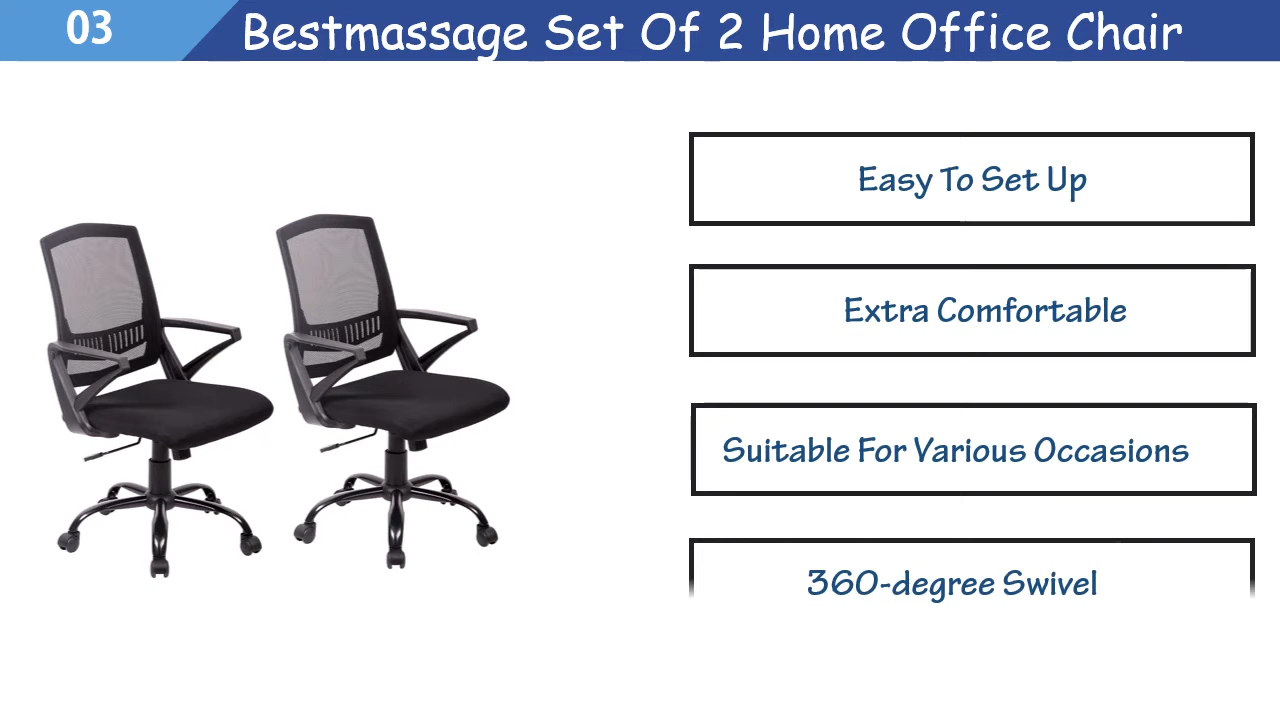 03
Bestmassage Set Of 2 Home Office Chair
Easy To Set Up
Extra Comfortable
Suitable For Various Occasions
360-degree Swivel